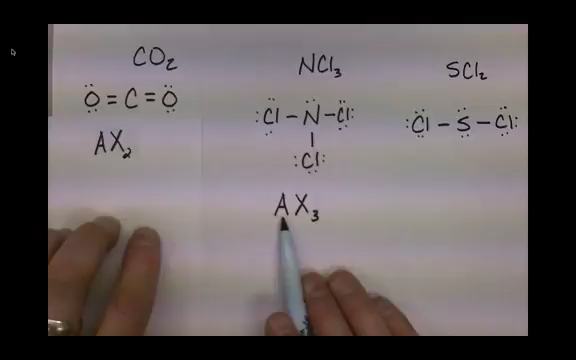 CO₂
NCl₃
SCl₂
Ö = C = Ö
:Cl – N – Cl:
:Cl – S – Cl:
|
:Cl:
AX₂
AX₃